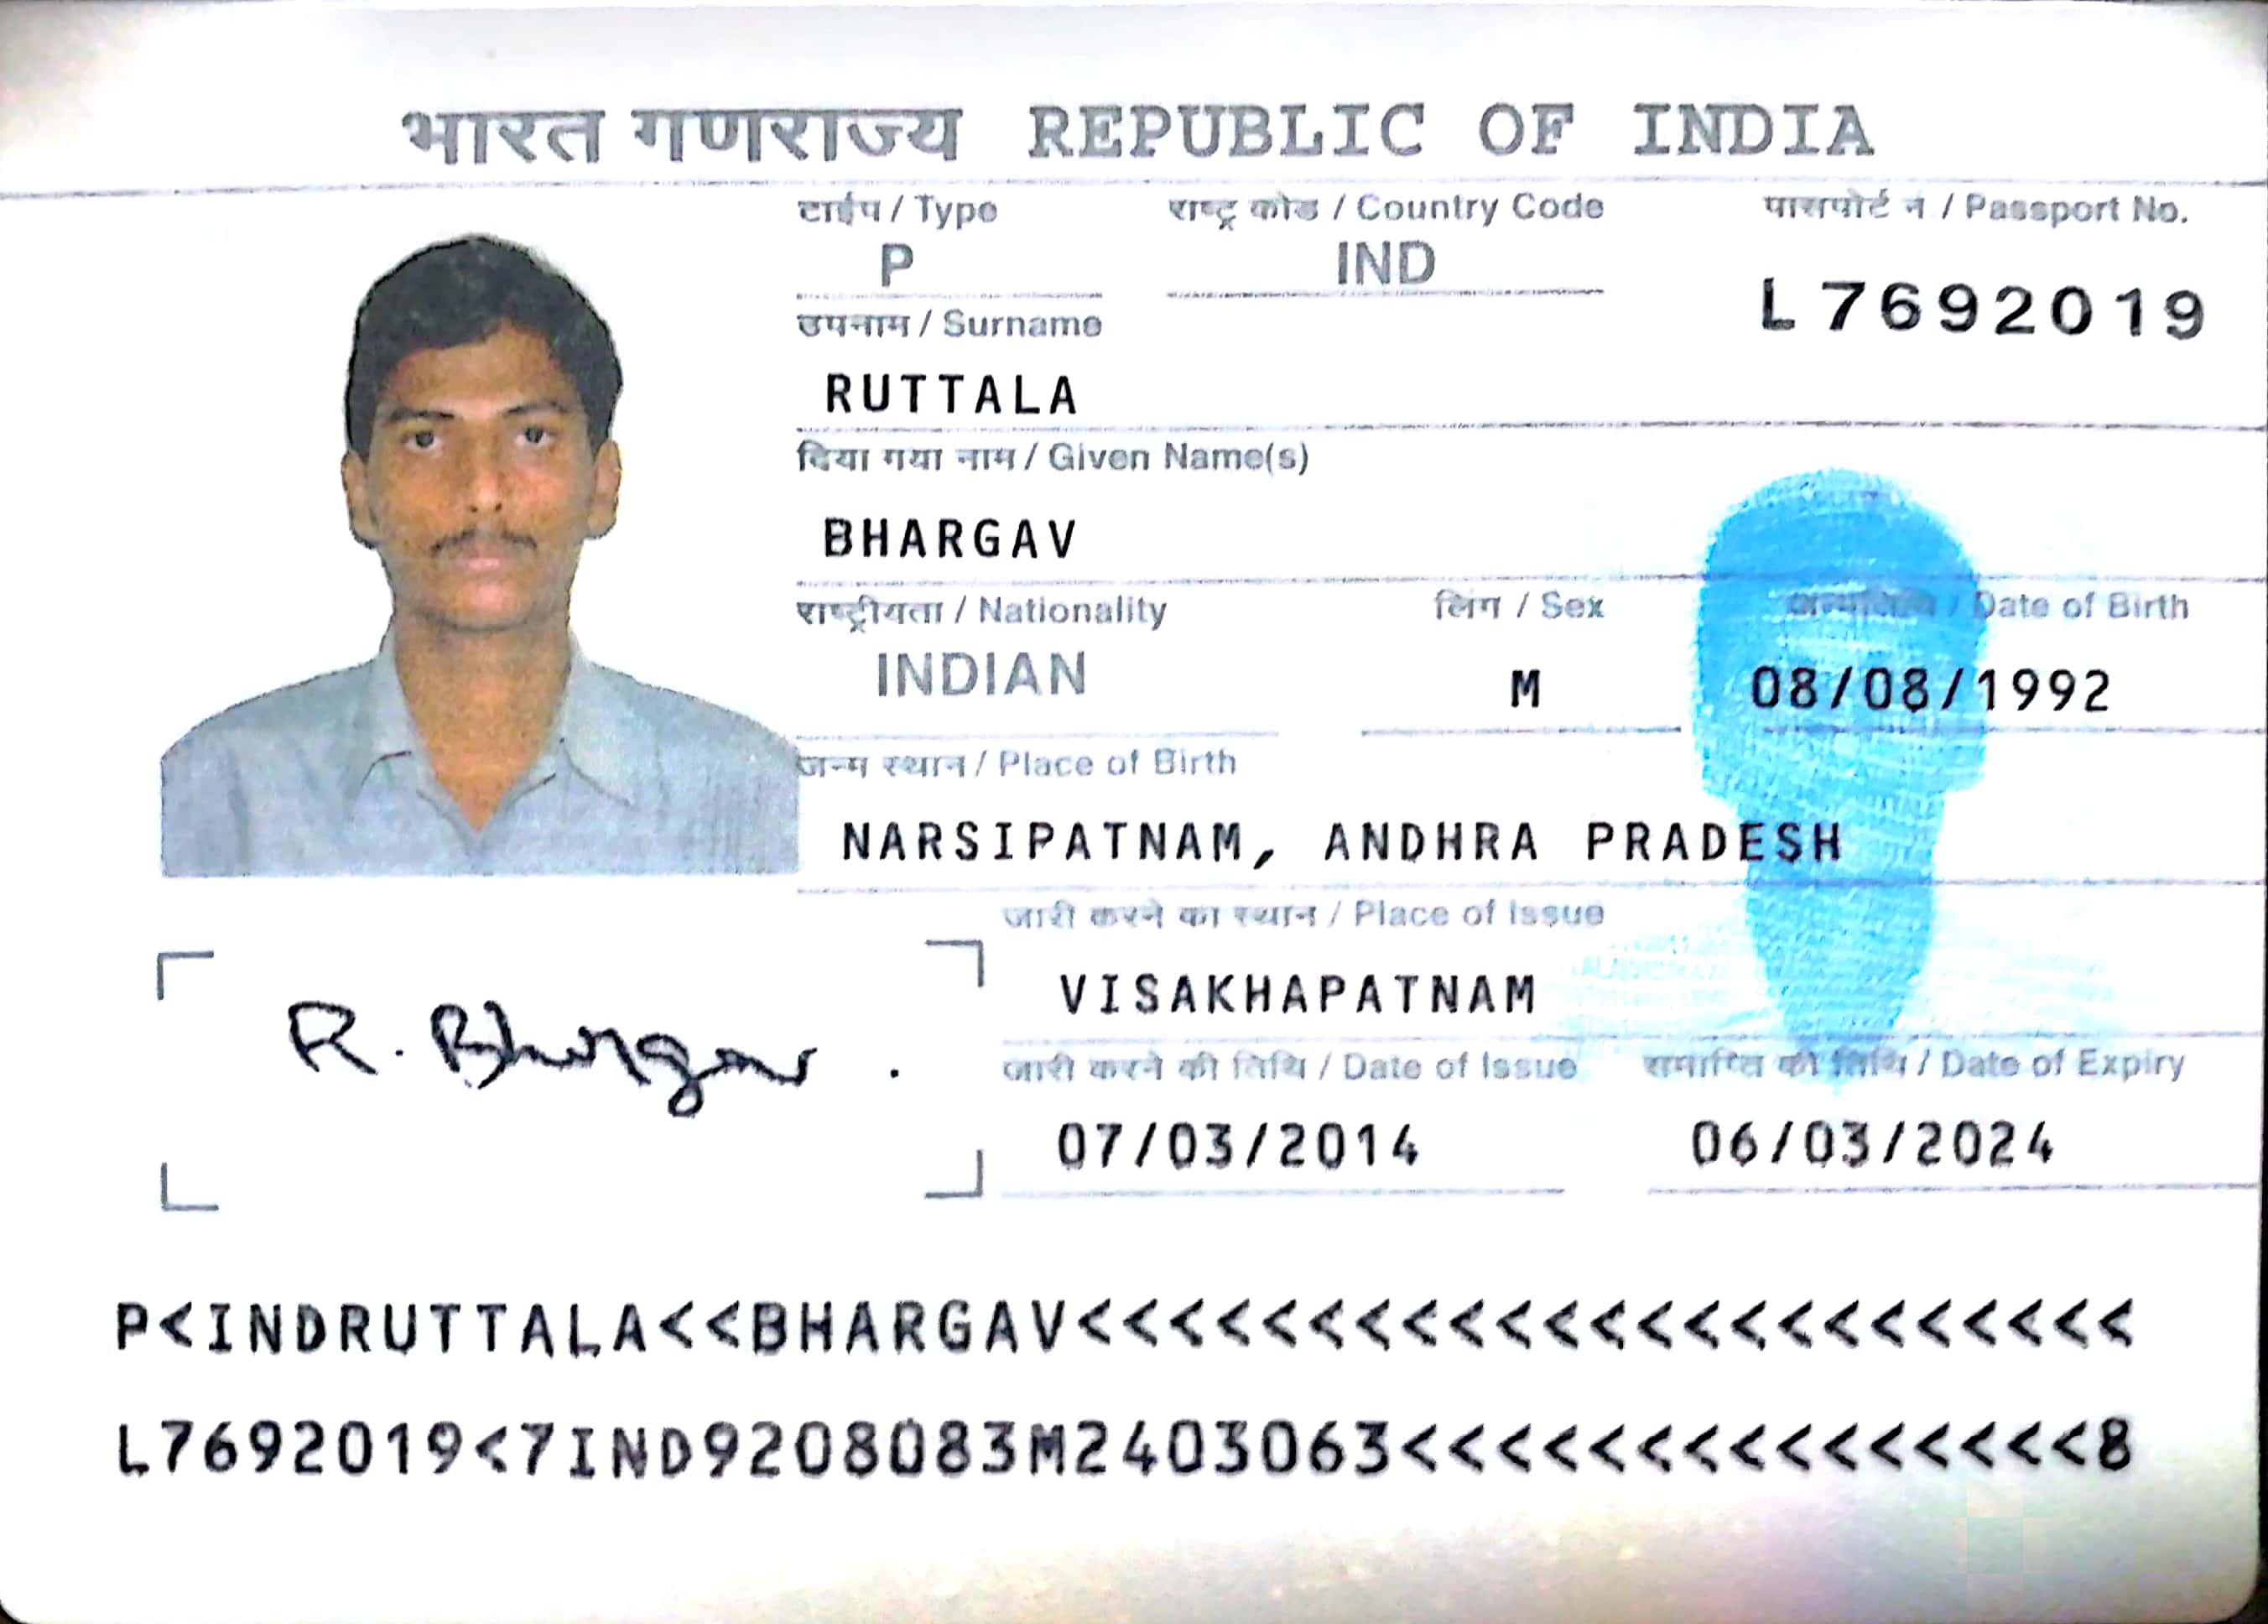 भारत गणराज्य REPUBLIC OF INDIA
टाईप / Type राष्ट्र कोड / Country Code पासपोर्ट नं / Passport No.
P IND L7692019
उपनाम / Surname
RUTTALA
दिया गया नाम / Given Name(s)
BHARGAV
राष्ट्रीयता / Nationality लिंग / Sex जन्मतिथि / Date of Birth
INDIAN M 08/08/1992
जन्म स्थान / Place of Birth
NARSIPATNAM, ANDHRA PRADESH
जारी करने का स्थान / Place of Issue
VISAKHAPATNAM
R. Bhargav .
जारी करने की तिथि / Date of Issue समाप्ति की तिथि / Date of Expiry
07/03/2014 06/03/2024
P<INDRUTTALA<<BHARGAV<<<<<<<<<<<<<<<<<<<<<<<
L7692019<7IND9208083M2403063<<<<<<<<<<<<<<<8